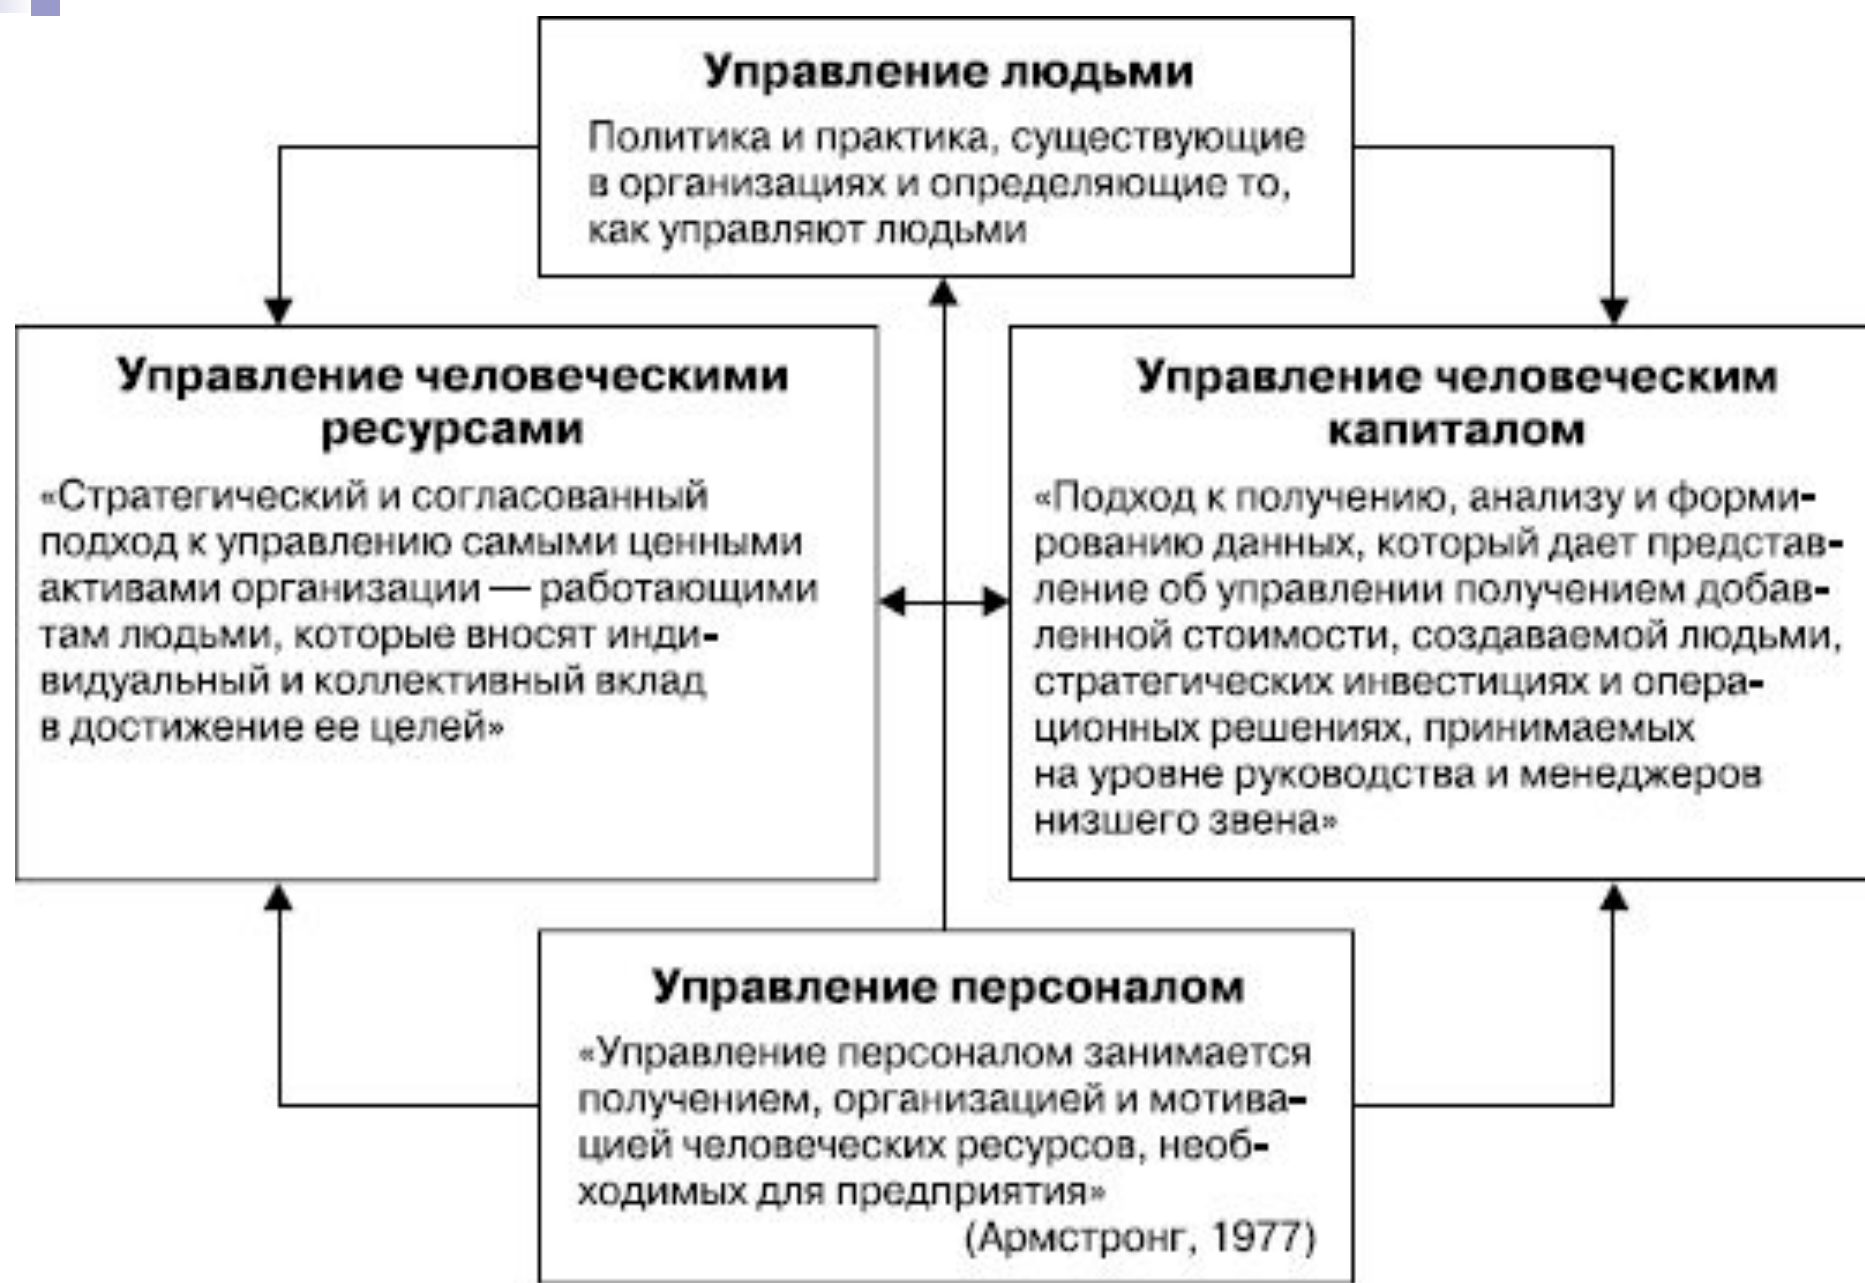 Управление людьми
Политика и практика, существующие
в организациях и определяющие то,
как управляют людьми
Управление человеческими
ресурсами
«Стратегический и согласованный
подход к управлению самыми ценными
активами организации — работающими
там людьми, которые вносят инди-
видуальный и коллективный вклад
в достижение ее целей»
Управление человеческим
капиталом
«Подход к получению, анализу и форми-
рованию данных, который дает представ-
ление об управлении получением добав-
ленной стоимости, создаваемой людьми,
стратегических инвестициях и опера-
ционных решениях, принимаемых
на уровне руководства и менеджеров
низшего звена»
Управление персоналом
«Управление персоналом занимается
получением, организацией и мотива-
цией человеческих ресурсов, необ-
ходимых для предприятия»
(Армстронг, 1977)